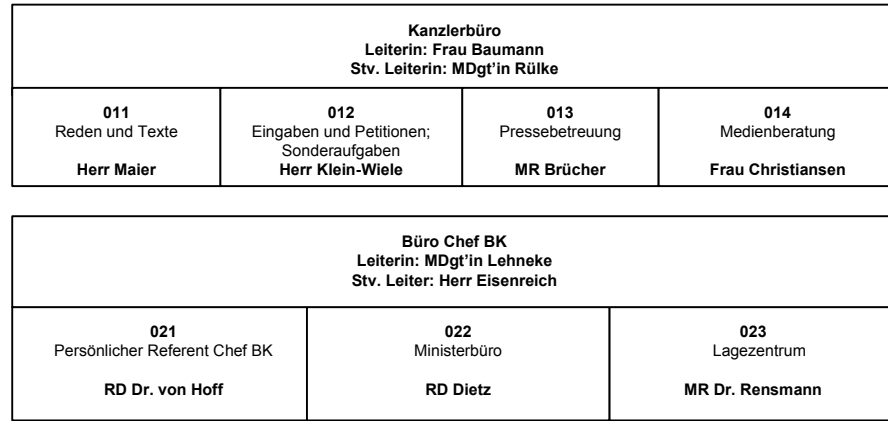 Kanzlerbüro
Leiterin: Frau Baumann
Stv. Leiterin: MDgt’in Rülke
011
Reden und Texte
Herr Maier
012
Eingaben und Petitionen;
Sonderaufgaben
Herr Klein-Wiele
013
Pressebetreuung
MR Brücher
014
Medienberatung
Frau Christiansen
Büro Chef BK
Leiterin: MDgt’in Lehneke
Stv. Leiter: Herr Eisenreich
021
Persönlicher Referent Chef BK
RD Dr. von Hoff
022
Ministerbüro
RD Dietz
023
Lagezentrum
MR Dr. Rensmann